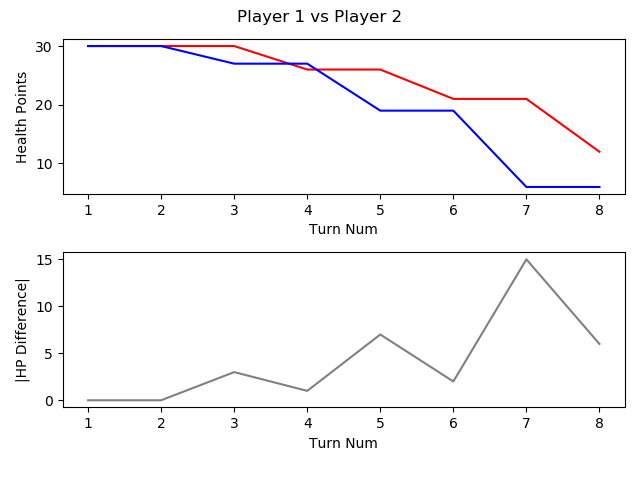 Player 1 vs Player 2
30
20
10
Health Points
1 2 3 4 5 6 7 8
Turn Num
15
10
5
0
|HP Difference|
1 2 3 4 5 6 7 8
Turn Num